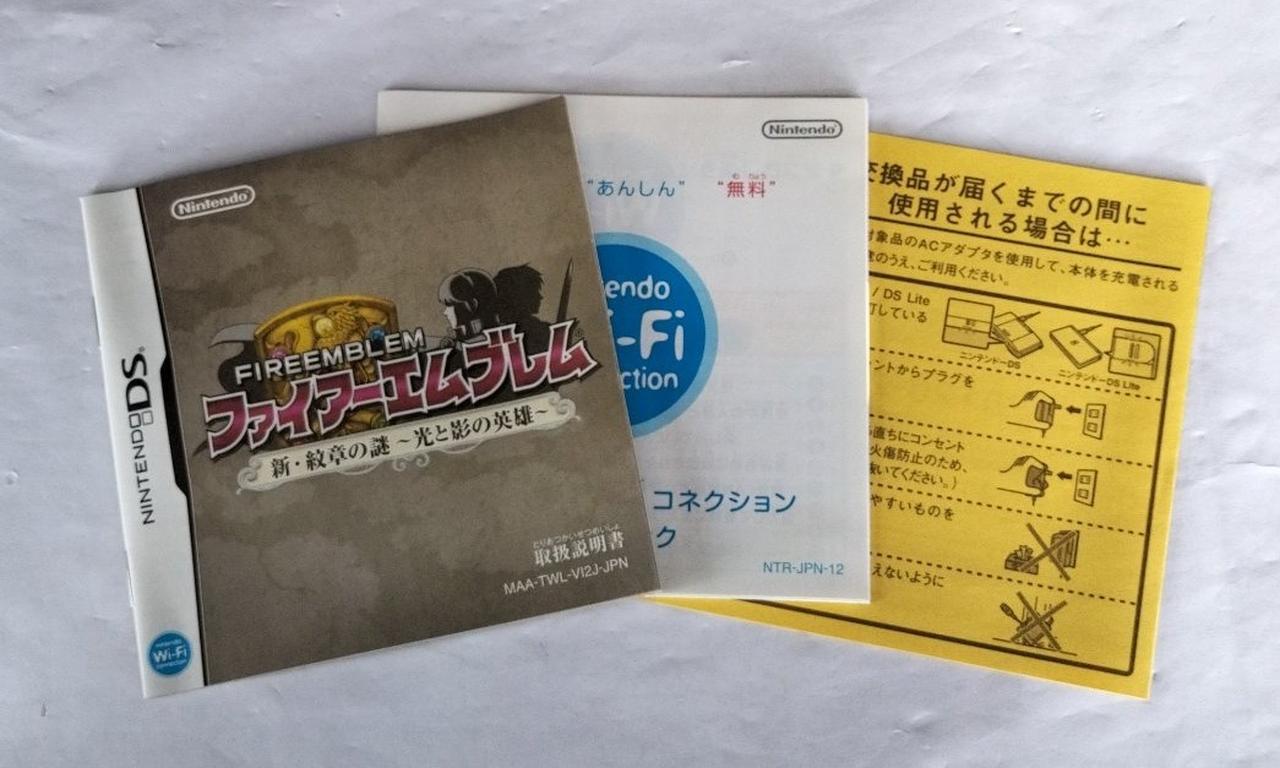 Nintendo
FIREEMBLEM
ファイアーエムブレム
新・紋章の謎 ～光と影の英雄～
とりあつかいせつめいしょ
取扱説明書
MAA-TWL-VI2J-JPN
NINTENDO DS
Nintendo
Wi-Fi
connection
Nintendo
"あんしん" "無料"
む りょう
endo
-Fi
ction
コネクション
ク
NTR-JPN-12
交換品が届くまでの間に
使用される場合は…
対象品のACアダプタを使用して、本体を充電される
のうえ、ご利用ください。
/ DS Lite
灯している
ニンテンドーDS
ニンテンドーDS Lite
ントからプラグを
直ちにコンセント
火傷防止のため、
抜いてください。)
やすいものを
えないように